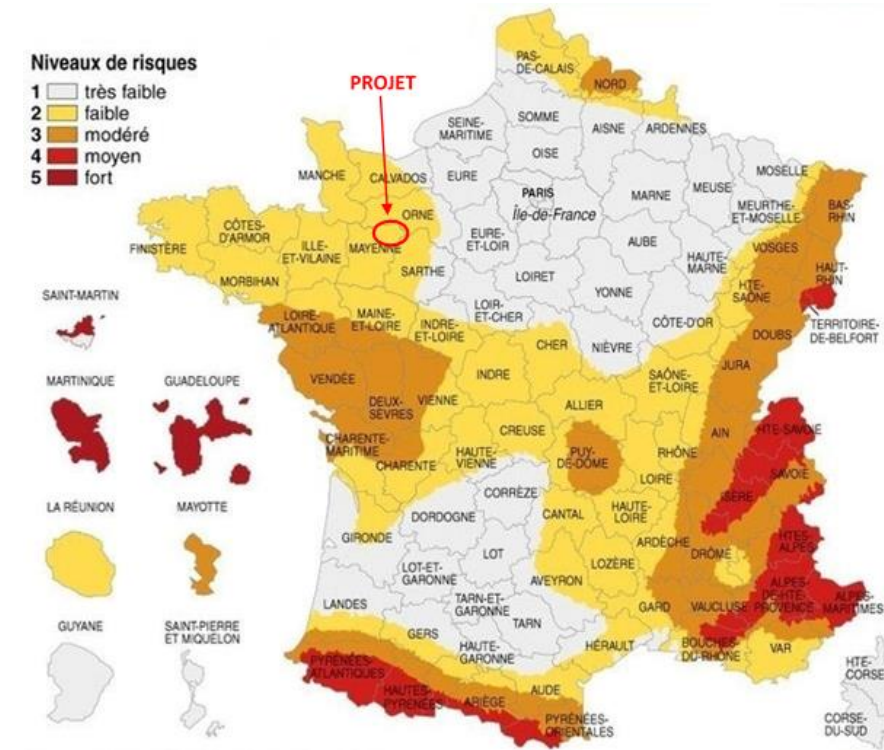 Niveaux de risques
1 très faible
2 faible
3 modéré
4 moyen
5 fort
PROJET
PAS-
DE-CALAIS
NORD
SOMME
SEINE-
MARITIME
AISNE
ARDENNES
OISE
MANCHE
CALVADOS
EURE
PARIS
Île-de-France
MARNE
MEUSE
MOSELLE
MEURTHE-
ET-MOSELLE
BAS-
RHIN
ORNE
CÔTES-
D'ARMOR
FINISTÈRE
ILLE-
ET-VILAINE
MAYENNE
EURE-
ET-LOIR
AUBE
HAUTE-
MARNE
VOSGES
HAUT-
RHIN
MORBIHAN
SARTHE
LOIRET
YONNE
HTE-
SAÔNE
TERRITOIRE-
DE-BELFORT
LOIRE-
ATLANTIQUE
MAINE-
ET-LOIRE
INDRE-
ET-LOIRE
LOIR-
ET-CHER
CHER
NIÈVRE
CÔTE-D'OR
DOUBS
JURA
VENDÉE
DEUX-
SÈVRES
VIENNE
INDRE
ALLIER
SAÔNE-
ET-LOIRE
AIN
HTE-SAVOIE
CHARENTE-
MARITIME
CHARENTE
HAUTE-
VIENNE
CREUSE
PUY-
DE-DÔME
RHÔNE
LOIRE
ISÈRE
SAVOIE
CORRÈZE
DORDOGNE
GIRONDE
CANTAL
HAUTE-
LOIRE
ARDÈCHE
DRÔME
HTES-
ALPES
LOT
LOT-ET-
GARONNE
AVEYRON
LOZÈRE
ALPES-
DE-HTE-
PROVENCE
ALPES-
MARITIMES
LANDES
TARN-ET-
GARONNE
TARN
GARD
VAUCLUSE
GERS
HAUTE-
GARONNE
HÉRAULT
BOUCHES-
DU-RHÔNE
VAR
PYRÉNÉES-
ATLANTIQUES
HAUTES-
PYRÉNÉES
ARIÈGE
AUDE
PYRÉNÉES-
ORIENTALES
HTE-
CORSE
CORSE-
DU-SUD
SAINT-MARTIN
MARTINIQUE
GUADELOUPE
LA RÉUNION
MAYOTTE
GUYANE
SAINT-PIERRE
ET MIQUÉLON